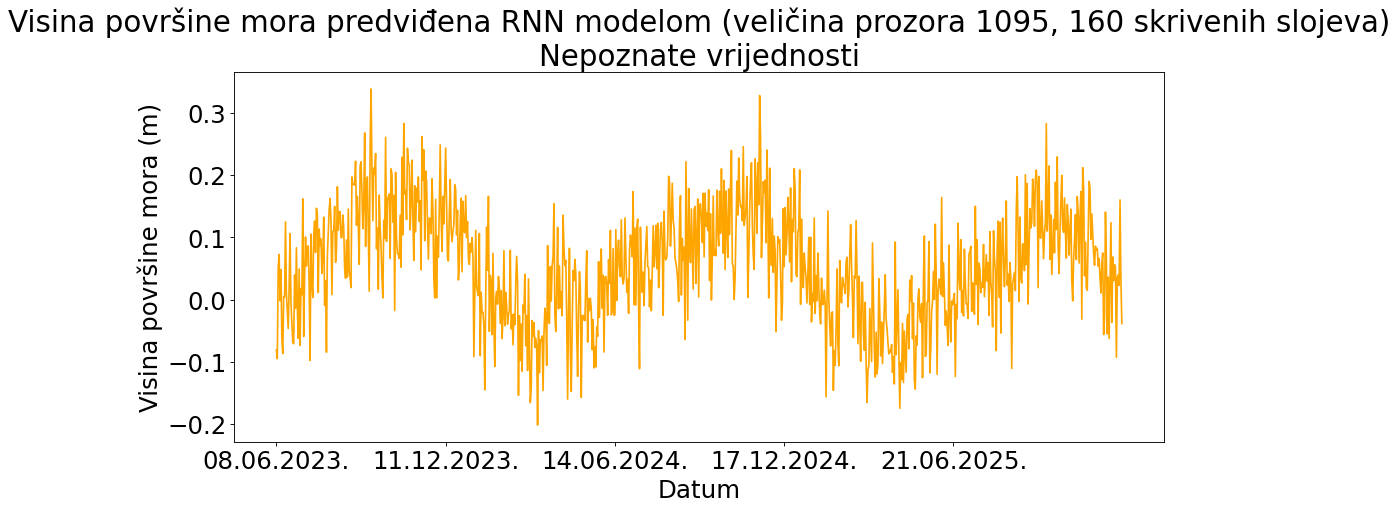 Visina površine mora predviđena RNN modelom (veličina prozora 1095, 160 skrivenih slojeva)
Nepoznate vrijednosti
Visina površine mora (m)
0.3
0.2
0.1
0.0
−0.1
−0.2
08.06.2023. 11.12.2023. 14.06.2024. 17.12.2024. 21.06.2025.
Datum